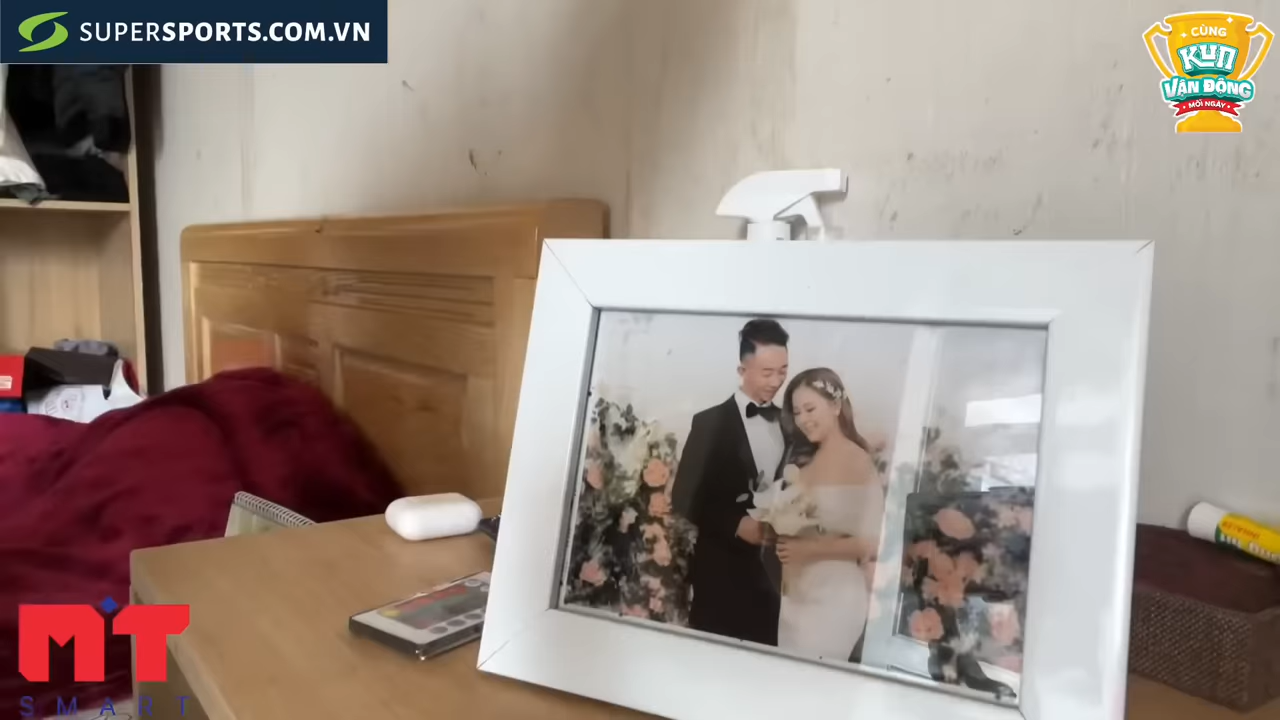 SUPERSPORTS.COM.VN
CÙNG
KUN
VẬN ĐỘNG
MỖI NGÀY
MT
SMART